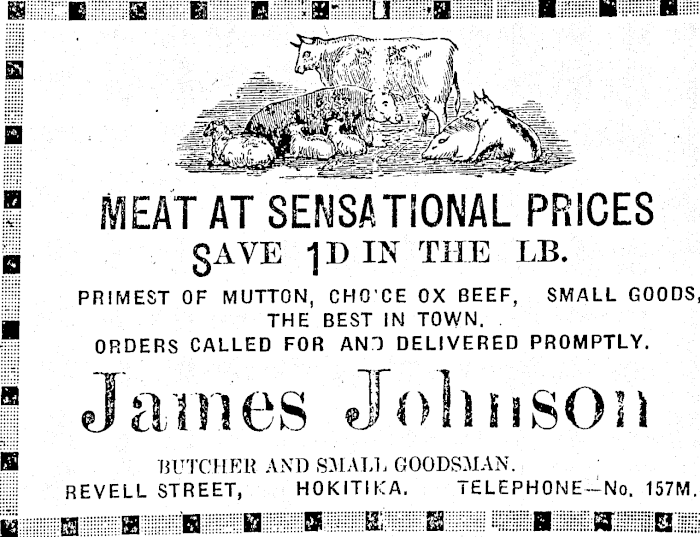 MEAT AT SENSATIONAL PRICES
SAVE 1D IN THE LB.
PRIMEST OF MUTTON, CHOICE OX BEEF, SMALL GOODS,
THE BEST IN TOWN.
ORDERS CALLED FOR AND DELIVERED PROMPTLY.
James Johnson
BUTCHER AND SMALL GOODSMAN.
REVELL STREET, HOKITIKA. TELEPHONE—No. 157M.